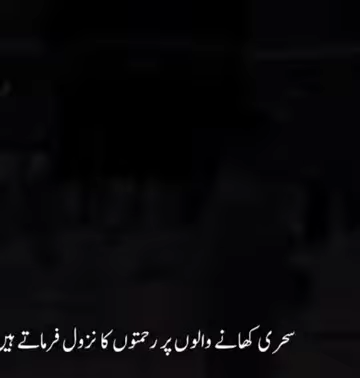 سحری کھانے والوں پر رحمتوں کا نزول فرماتے ہیں